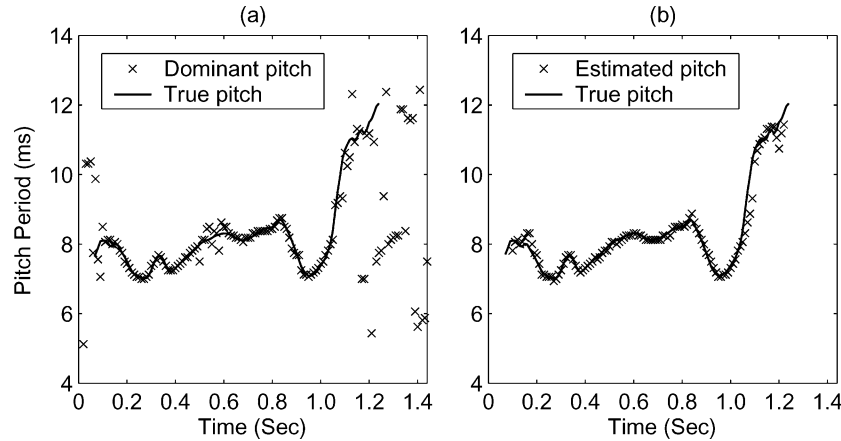 (a)
14
12
10
8
6
4
Pitch Period (ms)
Dominant pitch
True pitch
0 0.2 0.4 0.6 0.8 1.0 1.2 1.4
Time (Sec)
(b)
14
12
10
8
6
4
Estimated pitch
True pitch
0 0.2 0.4 0.6 0.8 1.0 1.2 1.4
Time (Sec)